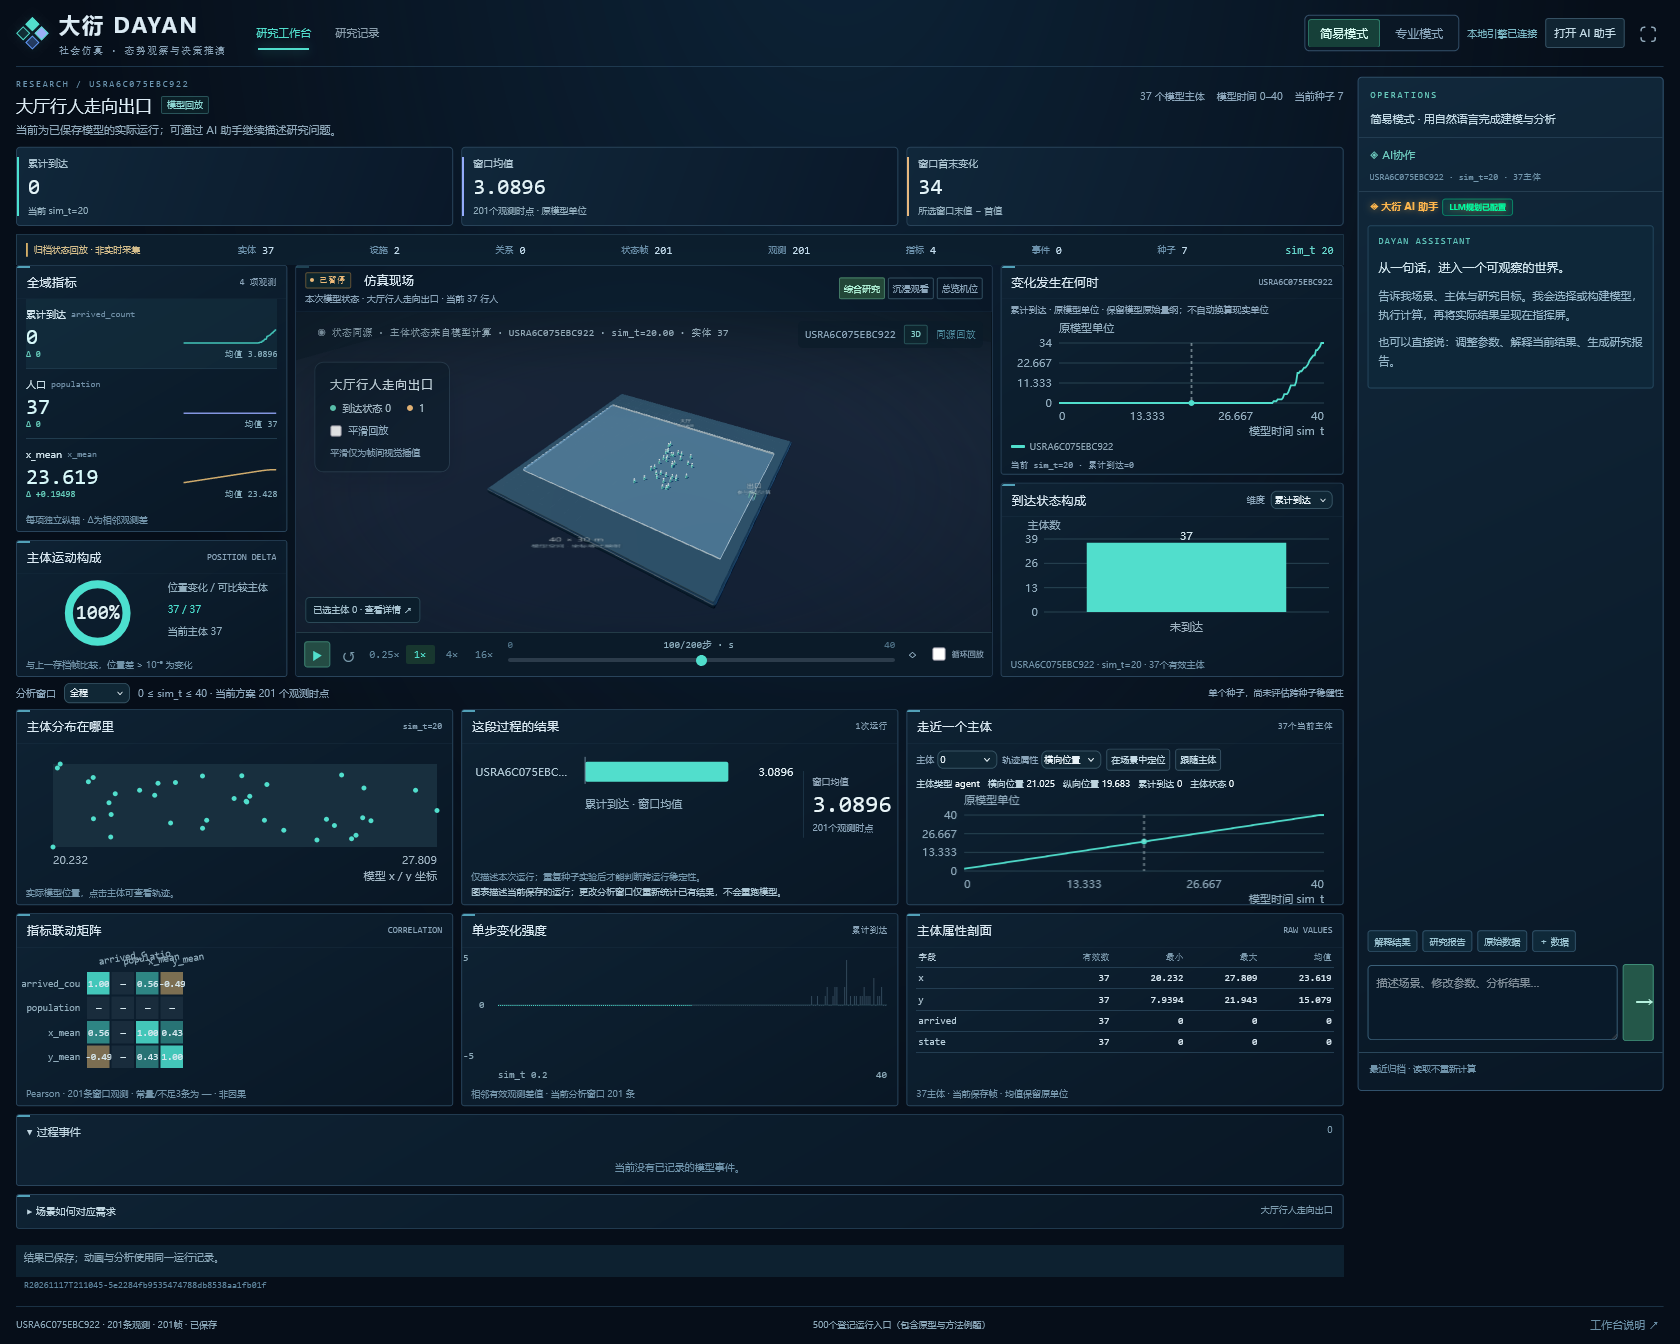 大衍 DAYAN
社会仿真 · 态势观察与决策推演
研究工作台
研究记录
简易模式
专业模式
本地引擎已连接
打开 AI 助手
RESEARCH / USRA6C075EBC922
大厅行人走向出口
模型回放
37 个模型主体 模型时间 0–40 当前种子 7
当前为已保存模型的实际运行；可通过 AI 助手继续描述研究问题。
累计到达
0
当前 sim_t=20
窗口均值
3.0896
201个观测时点 · 原模型单位
窗口首末变化
34
所选窗口末值 − 首值
归档状态回放 · 非实时采集
实体 37
设施 2
关系 0
状态帧 201
观测 201
指标 4
事件 0
种子 7
sim_t 20
全域指标
4 项观测
累计到达 arrived_count
0
Δ 0
均值 3.0896
人口 population
37
Δ 0
均值 37
x_mean x_mean
23.619
Δ +0.19498
均值 23.428
每项独立纵轴 · Δ为相邻观测差
主体运动构成
POSITION DELTA
100%
位置变化 / 可比较主体
37 / 37
当前主体 37
与上一存档帧比较，位置差 > 10⁻⁶ 为变化
已暂停
仿真现场
本次模型状态 · 大厅行人走向出口 · 当前 37 行人
综合研究
沉浸观看
总览机位
◉ 状态同源 · 主体状态来自模型计算 · USRA6C075EBC922 · sim_t=20.00 · 实体 37
USRA6C075EBC922
3D
同源回放
大厅行人走向出口
到达状态 0
1
平滑回放
平滑仅为帧间视觉插值
出口
40 × 30 m
已选主体 0 · 查看详情 ↗
0.25×
1×
4×
16×
0
100/200步 · s
40
循环回放
变化发生在何时
USRA6C075EBC922
累计到达 · 原模型单位 · 保留模型原始量纲；不自动换算现实单位
原模型单位
34
22.667
11.333
0
0
13.333
26.667
40
模型时间 sim_t
USRA6C075EBC922
当前 sim_t=20 · 累计到达=0
到达状态构成
维度
累计到达
主体数
39
26
13
0
37
未到达
USRA6C075EBC922 · sim_t=20 · 37个有效主体
分析窗口
全程
0 ≤ sim_t ≤ 40 · 当前方案 201 个观测时点
单个种子，尚未评估跨种子稳健性
主体分布在哪里
sim_t=20
20.232
27.809
模型 x / y 坐标
实际模型位置，点击主体可查看轨迹。
这段过程的结果
1次运行
USRA6C075EBC...
3.0896
累计到达 · 窗口均值
窗口均值
3.0896
201个观测时点
仅描述本次运行；重复种子实验后才能判断跨运行稳定性。
图表描述当前保存的运行；更改分析窗口仅重新统计已有结果，不会重跑模型。
走近一个主体
37个当前主体
主体
0
轨迹属性
横向位置
在场景中定位
跟随主体
主体类型 agent 横向位置 21.025 纵向位置 19.683 累计到达 0 主体状态 0
原模型单位
40
26.667
13.333
0
0
13.333
26.667
40
模型时间 sim_t
指标联动矩阵
CORRELATION
x_mean
y_mean
arrived_cou
1.00
—
0.56
-0.49
population
—
—
—
—
x_mean
0.56
—
1.00
0.43
y_mean
-0.49
—
0.43
1.00
Pearson · 201条窗口观测 · 常量/不足3条为 — · 非因果
单步变化强度
累计到达
5
0
-5
sim_t 0.2
40
相邻有效观测差值 · 当前分析窗口 201 条
主体属性剖面
RAW VALUES
字段 有效数 最小 最大 均值
x 37 20.232 27.809 23.619
y 37 7.9394 21.943 15.079
arrived 37 0 0 0
state 37 0 0 0
37主体 · 当前保存帧 · 均值保留原单位
▾ 过程事件
0
当前没有已记录的模型事件。
▸ 场景如何对应需求
大厅行人走向出口
结果已保存；动画与分析使用同一运行记录。
R20261117T211045-5e2284fb9535474788db8538aa1fb01f
USRA6C075EBC922 · 201条观测 · 201帧 · 已保存
500个登记运行入口（包含原型与方法例题）
工作台说明 ↗
OPERATIONS
简易模式 · 用自然语言完成建模与分析
◈ AI协作
USRA6C075EBC922 · sim_t=20 · 37主体
大衍 AI 助手
LLM规划已配置
DAYAN ASSISTANT
从一句话，进入一个可观察的世界。
告诉我场景、主体与研究目标。我会选择或构建模型，
执行计算，再将实际结果呈现在指挥屏。
也可以直接说：调整参数、解释当前结果、生成研究报
告。
解释结果
研究报告
原始数据
+ 数据
描述场景、修改参数、分析结果...
→
最近归档 · 读取不重新计算